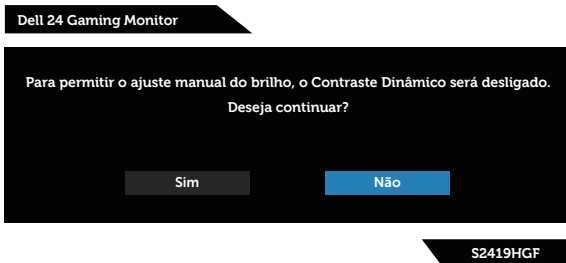 Dell 24 Gaming Monitor
Para permitir o ajuste manual do brilho, o Contraste Dinâmico será desligado.
Deseja continuar?
Sim
Não
S2419HGF